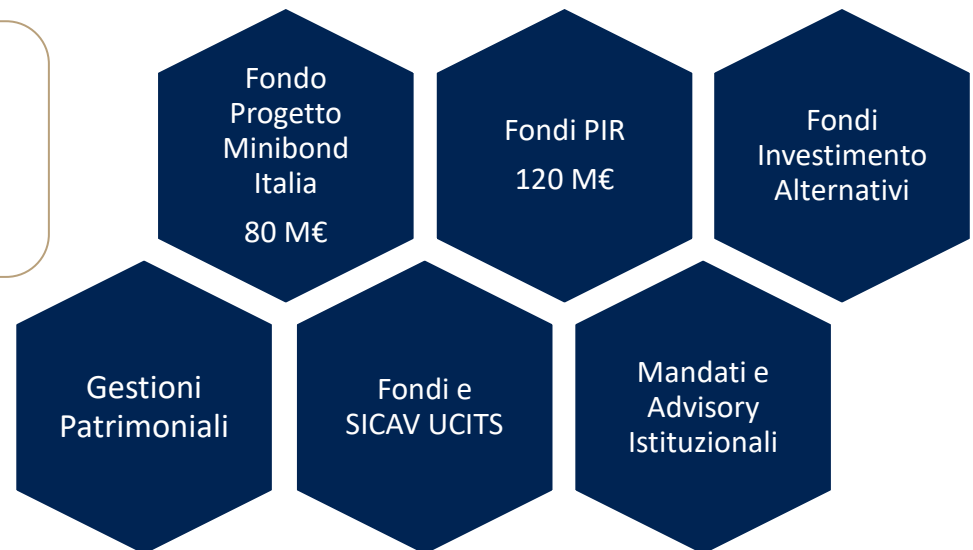 Fondo
Progetto
Minibond
Italia
80 M€
Fondi PIR
120 M€
Fondi
Investimento
Alternativi
Gestioni
Patrimoniali
Fondi e
SICAV UCITS
Mandati e
Advisory
Istituzionali